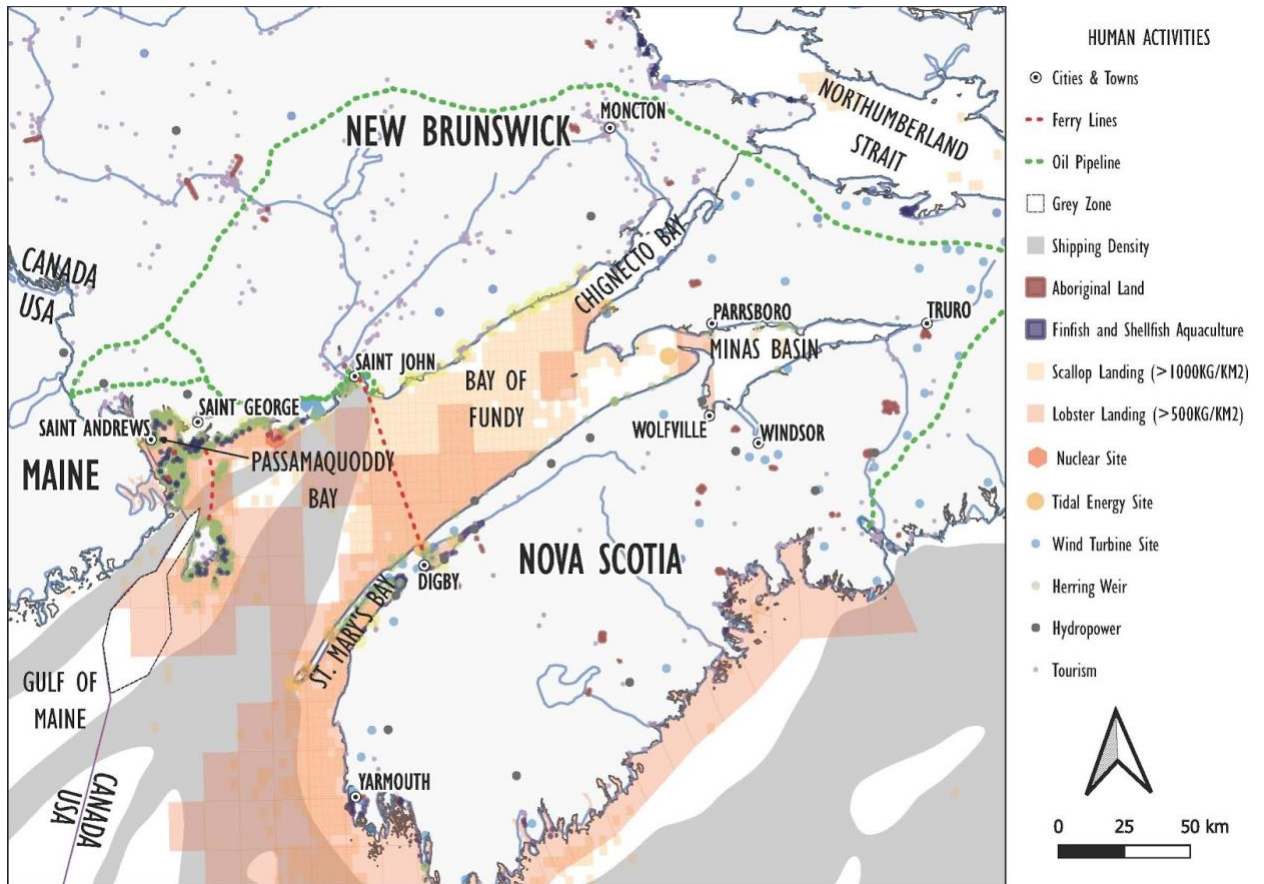 NEW BRUNSWICK
MONCTON
NORTHUMBERLAND
STRAIT
CANADA
USA
CHIGNECTO BAY
PARRSBORO
TRURO
MINAS BASIN
SAINT JOHN
BAY OF
FUNDY
SAINT GEORGE
SAINT ANDREWS
WOLFVILLE
WINDSOR
MAINE
PASSAMAQUODDY
BAY
NOVA SCOTIA
DIGBY
ST. MARY'S BAY
GULF OF
MAINE
CANADA
USA
YARMOUTH
HUMAN ACTIVITIES
Cities & Towns
Ferry Lines
Oil Pipeline
Grey Zone
Shipping Density
Aboriginal Land
Finfish and Shellfish Aquaculture
Scallop Landing (>1000KG/KM2)
Lobster Landing (>500KG/KM2)
Nuclear Site
Tidal Energy Site
Wind Turbine Site
Herring Weir
Hydropower
Tourism
0 25 50 km